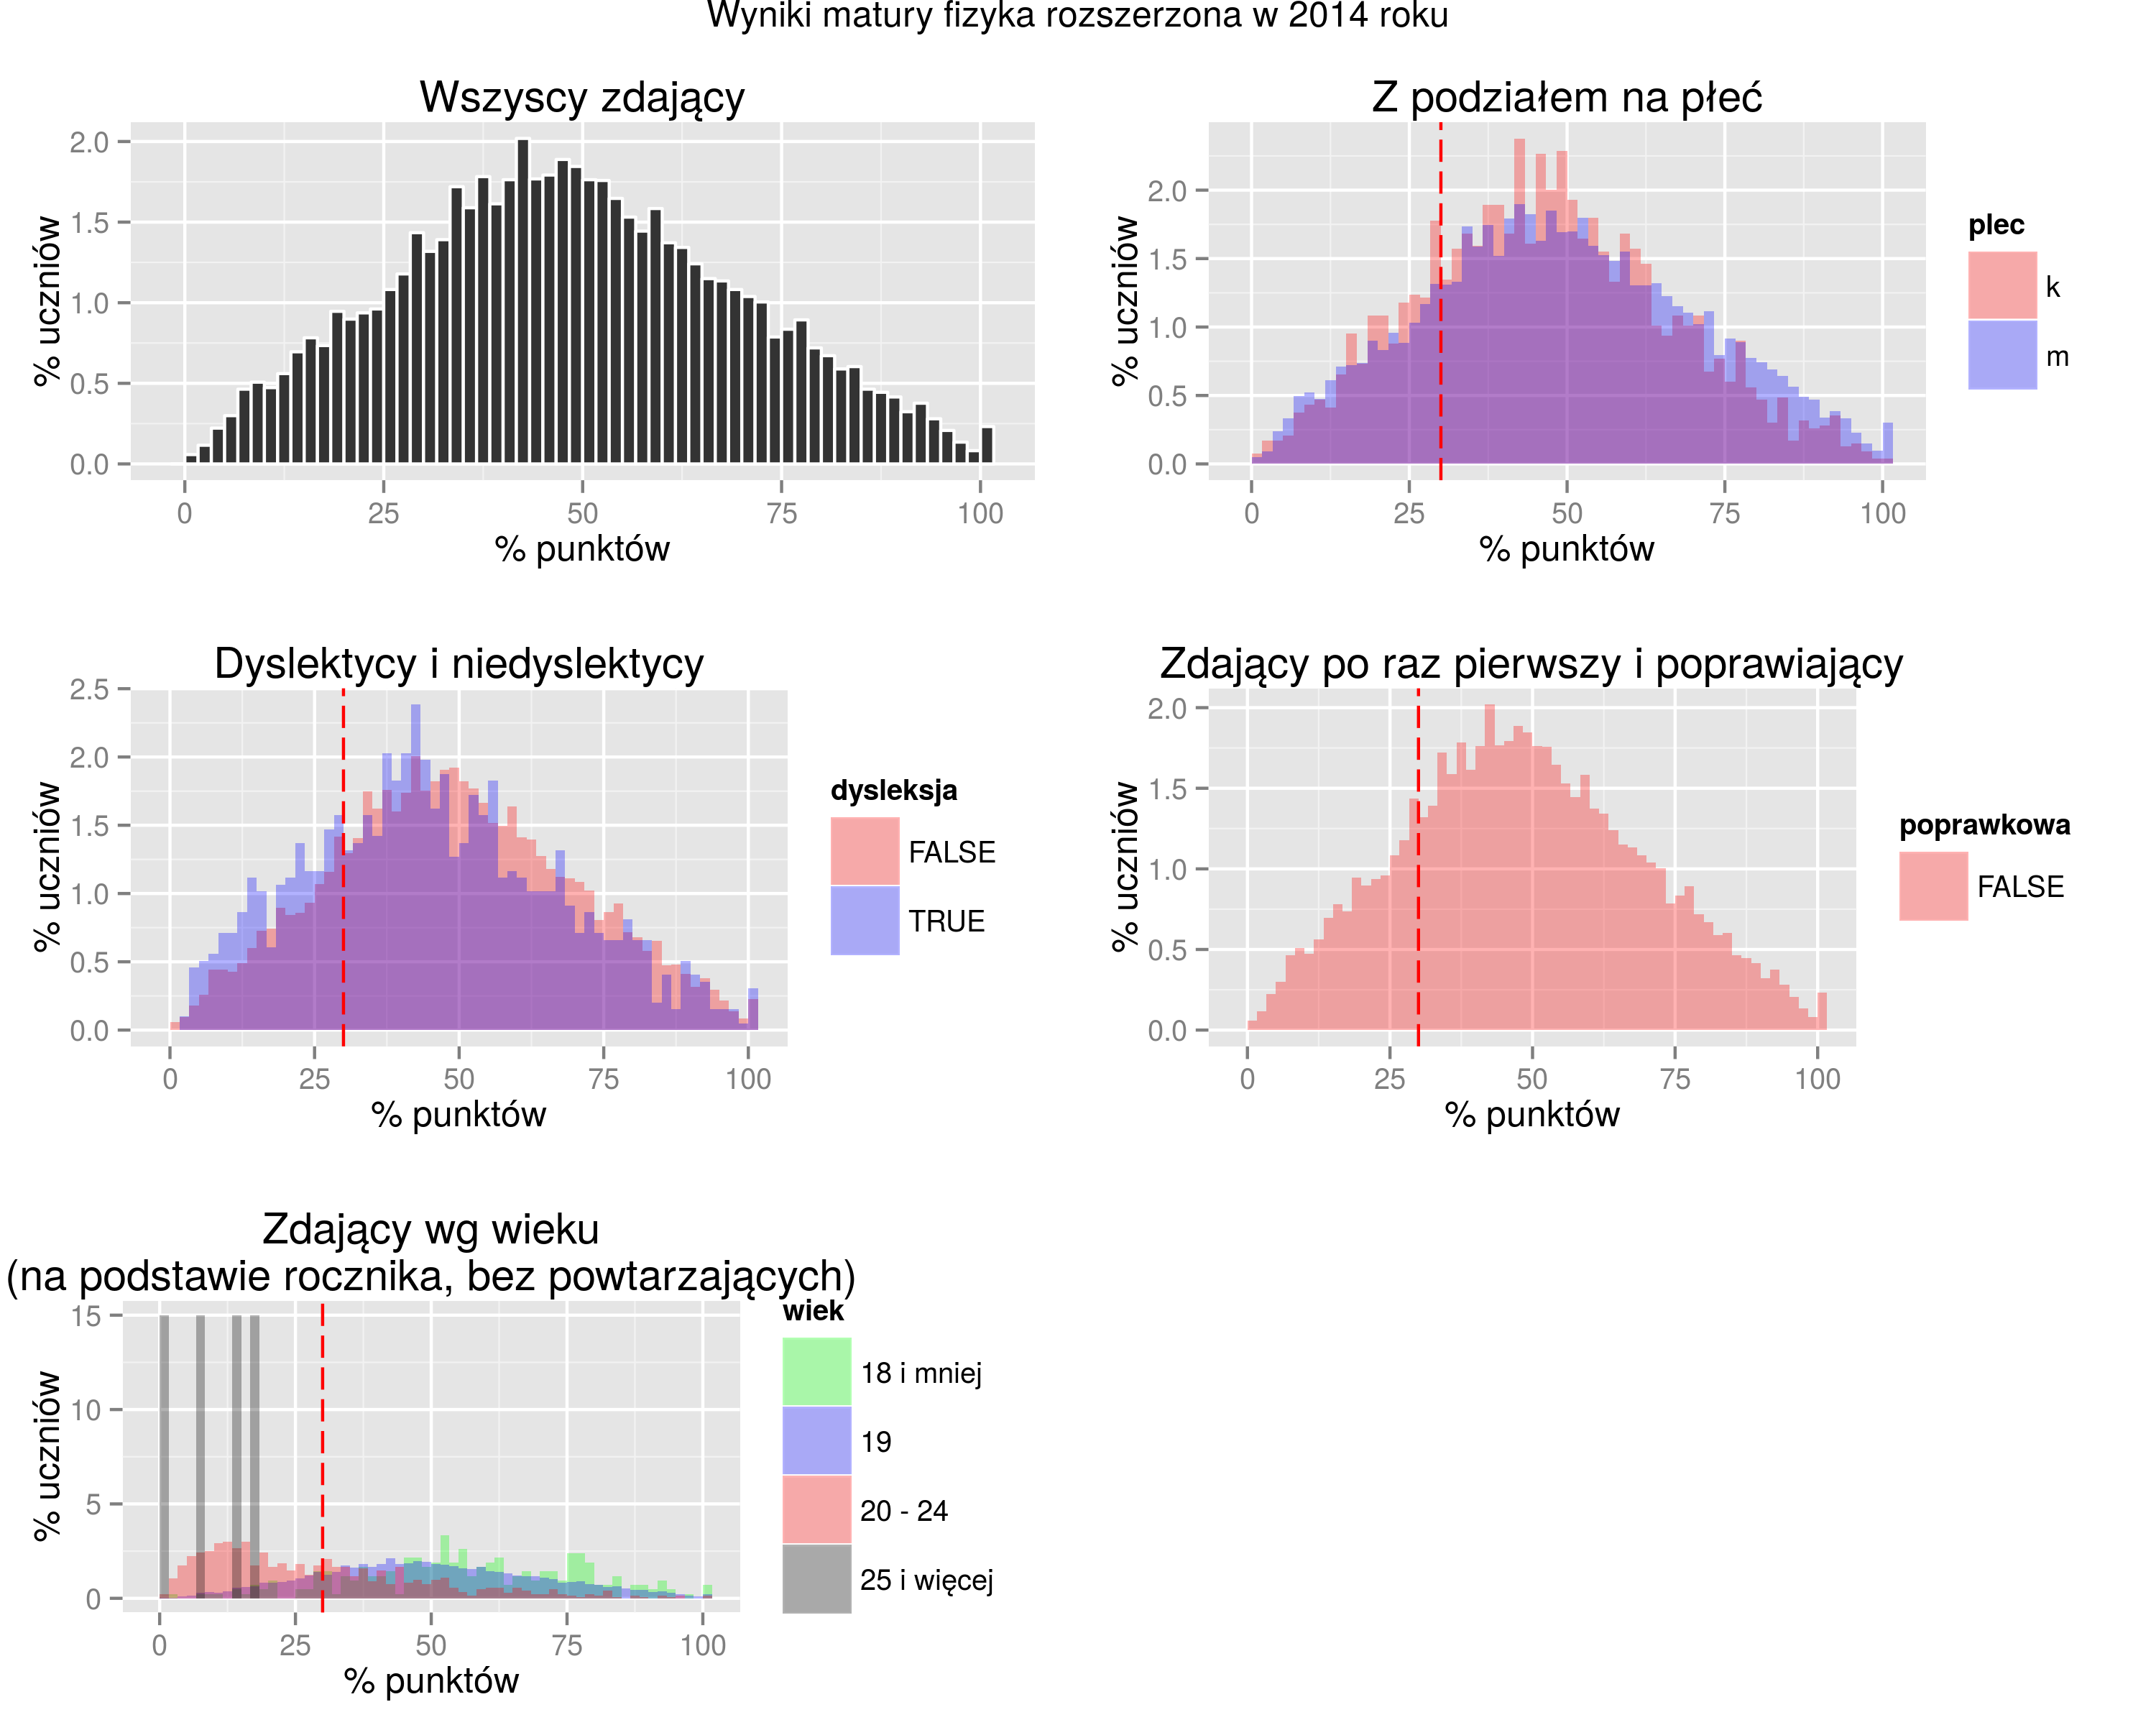 Wyniki matury fizyka rozszerzona w 2014 roku
Wszyscy zdający
% uczniów
2.0
1.5
1.0
0.5
0.0
0 25 50 75 100
% punktów
Z podziałem na płeć
% uczniów
2.0
1.5
1.0
0.5
0.0
0 25 50 75 100
% punktów
plec
k
m
Dyslektycy i niedyslektycy
% uczniów
2.5
2.0
1.5
1.0
0.5
0.0
0 25 50 75 100
% punktów
dysleksja
FALSE
TRUE
Zdający po raz pierwszy i poprawiający
% uczniów
2.0
1.5
1.0
0.5
0.0
0 25 50 75 100
% punktów
poprawkowa
FALSE
Zdający wg wieku
(na podstawie rocznika, bez powtarzających)
% uczniów
15
10
5
0
0 25 50 75 100
% punktów
wiek
18 i mniej
19
20 - 24
25 i więcej